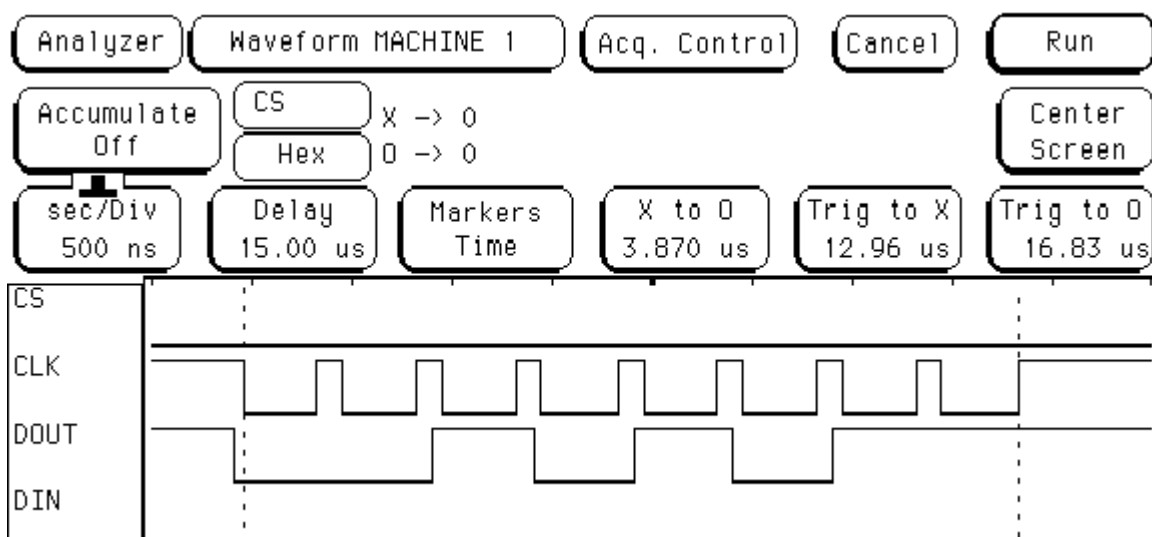 Analyzer Waveform MACHINE 1 Acq. Control Cancel Run
Accumulate Off
CS X -> 0
Hex O -> 0
Center Screen
sec/Div Delay Markers X to O Trig to X Trig to O
500 ns 15.00 us Time 3.870 us 12.96 us 16.83 us
CS
CLK
DOUT
DIN